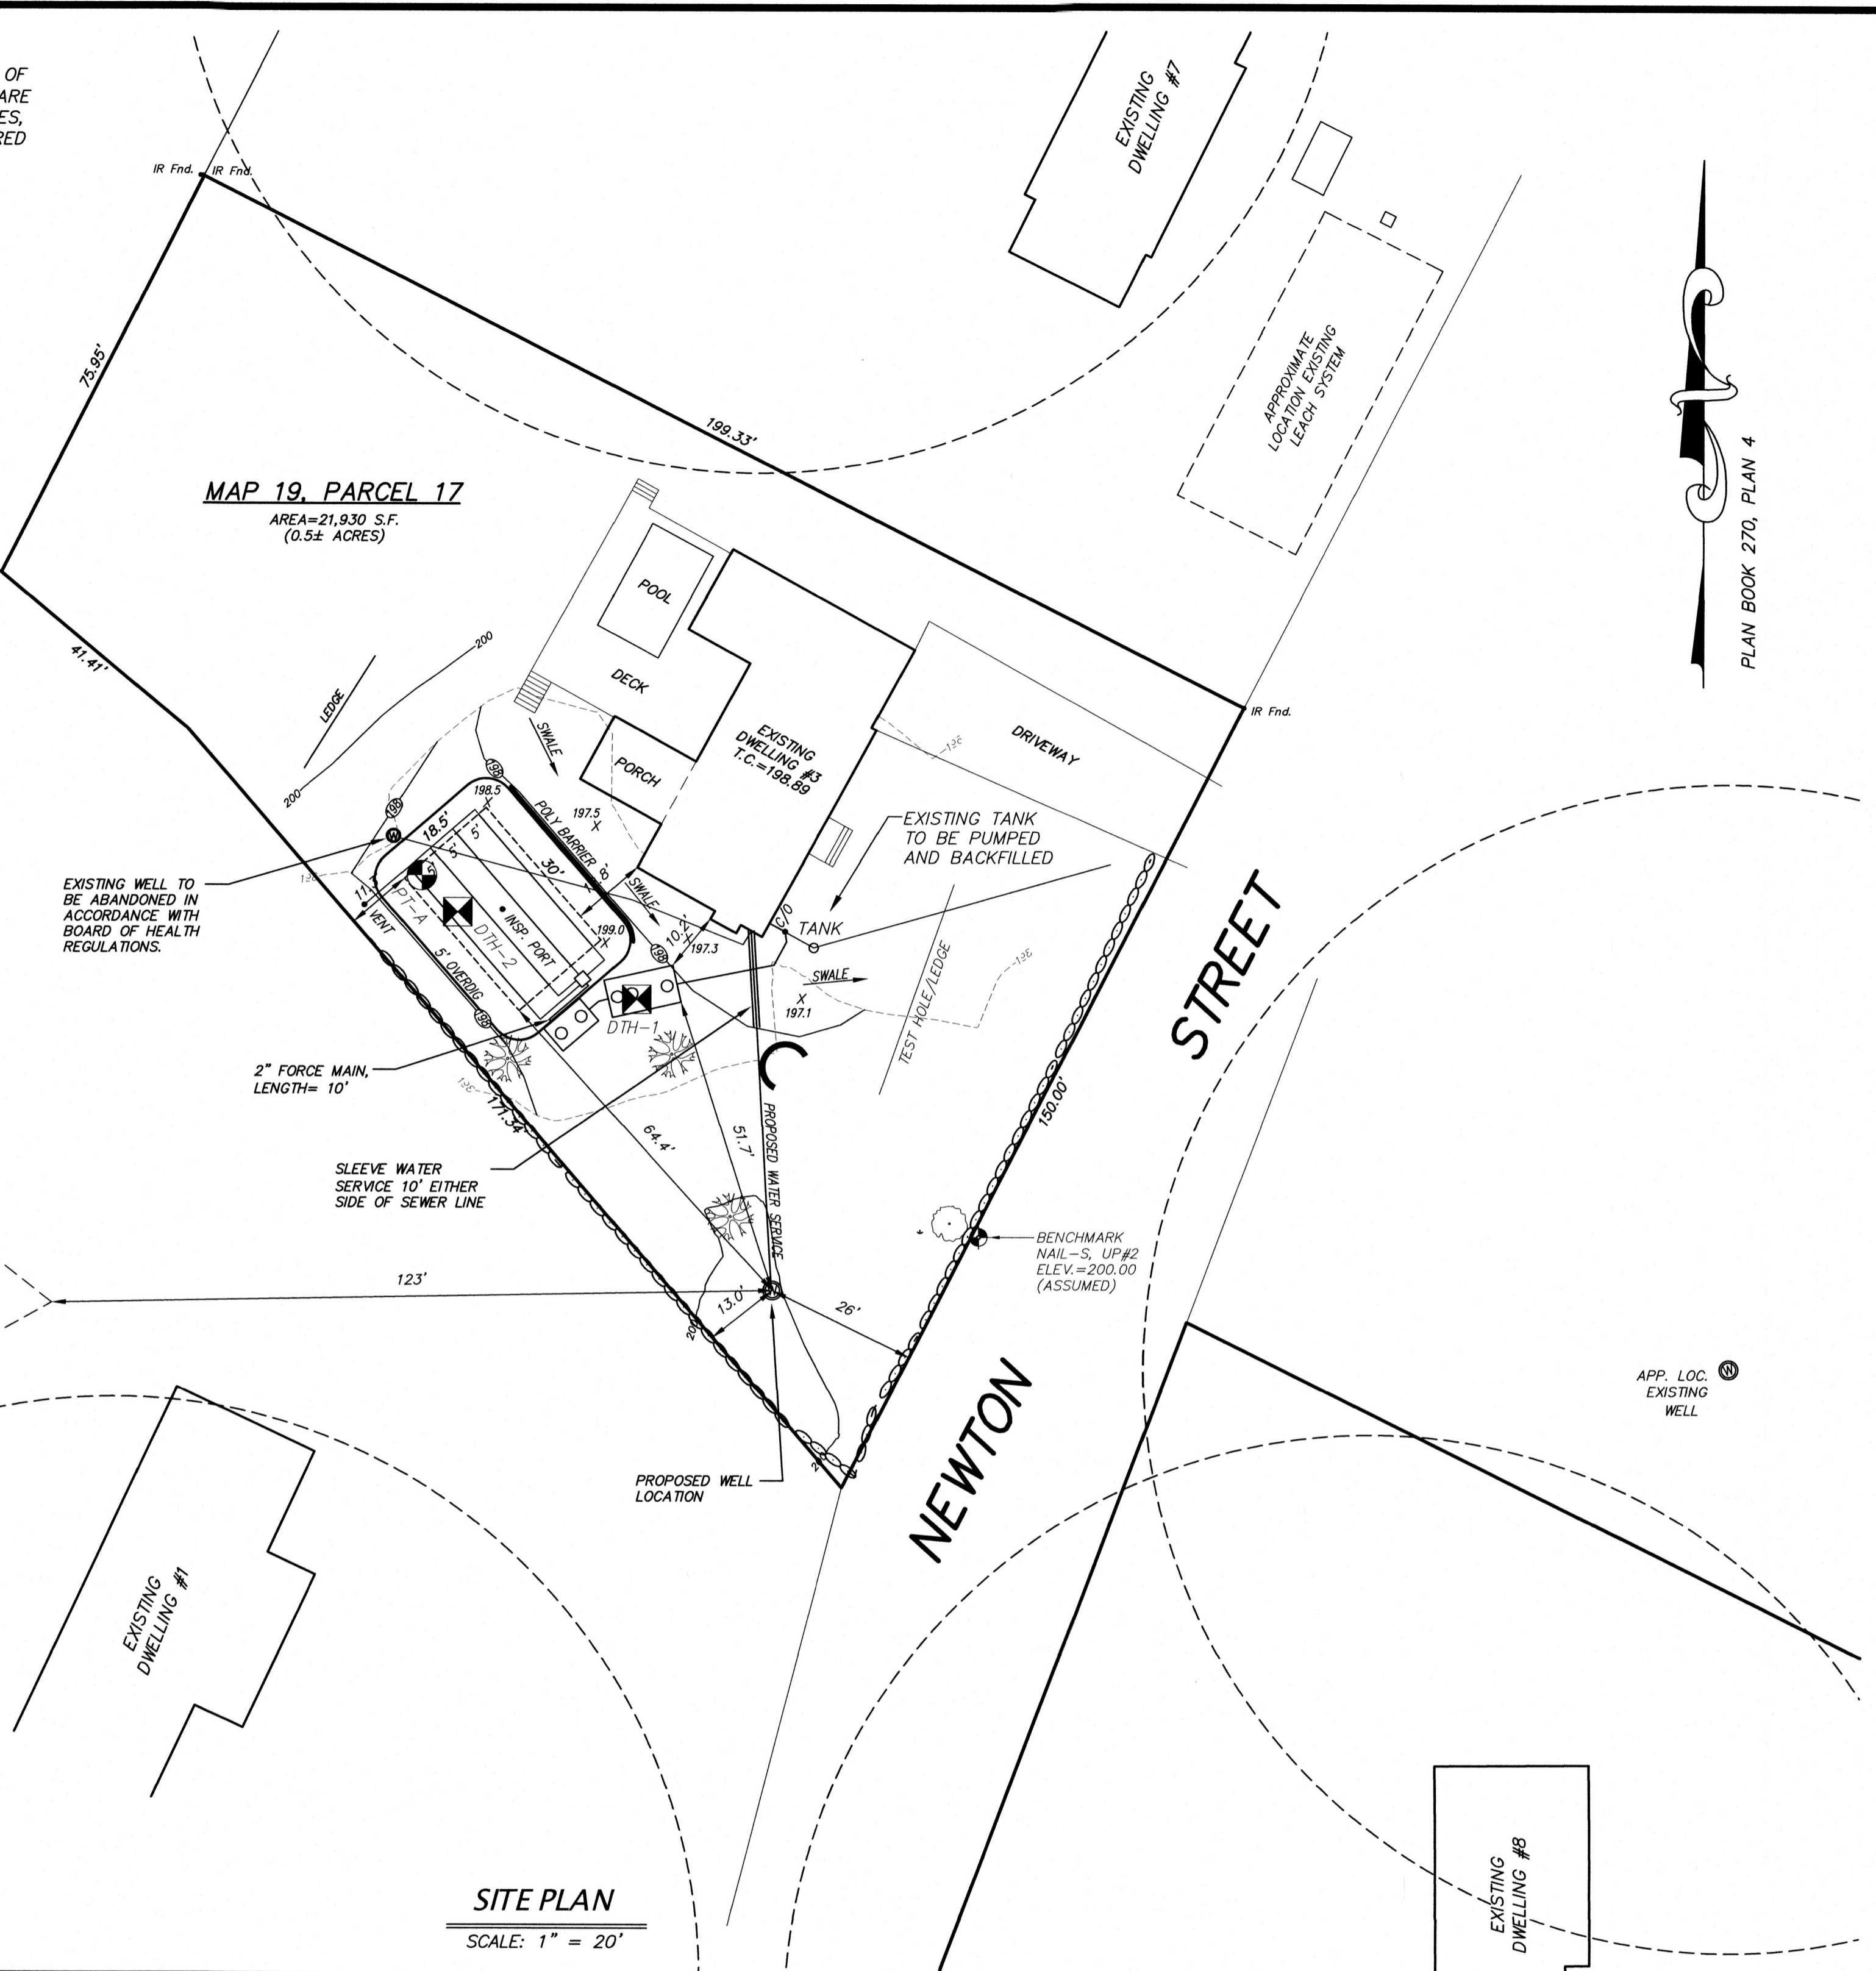 OF
ARE
ES,
RED
IR Fnd.
IR Fnd.
EXISTING
DWELLING #7
APPROXIMATE
LOCATION EXISTING
LEACH SYSTEM
PLAN BOOK 270, PLAN 4
75.95'
199.33'
MAP 19, PARCEL 17
AREA=21,930 S.F.
(0.5± ACRES)
41.41'
LEDGE
200
200
POOL
DECK
SWALE
PORCH
EXISTING
DWELLING #3
T.C.=198.89
IR Fnd.
DRIVEWAY
EXISTING TANK
TO BE PUMPED
AND BACKFILLED
198
198
198.5
18.5'
5'
5'
5'
30'
POLY BARRIER
197.5
X
X
SWALE
EXISTING WELL TO
BE ABANDONED IN
ACCORDANCE WITH
BOARD OF HEALTH
REGULATIONS.
W
VENT
PT-A
DTH-2
INSP. PORT
5' OVERDIG
199.0
X
198
198
10.2'
X
197.3
C/O
TANK
SWALE
X
197.1
DTH-1
TEST HOLE/LEDGE
2" FORCE MAIN,
LENGTH= 10'
171.34'
SLEEVE WATER
SERVICE 10' EITHER
SIDE OF SEWER LINE
64.4'
51.7'
PROPOSED WATER SERVICE
150.00'
NEWTON STREET
BENCHMARK
NAIL-S, UP#2
ELEV.=200.00
(ASSUMED)
123'
W
13.0'
26'
PROPOSED WELL
LOCATION
APP. LOC.
EXISTING
WELL
W
EXISTING
DWELLING #1
EXISTING
DWELLING #8
SITE PLAN
SCALE: 1" = 20'